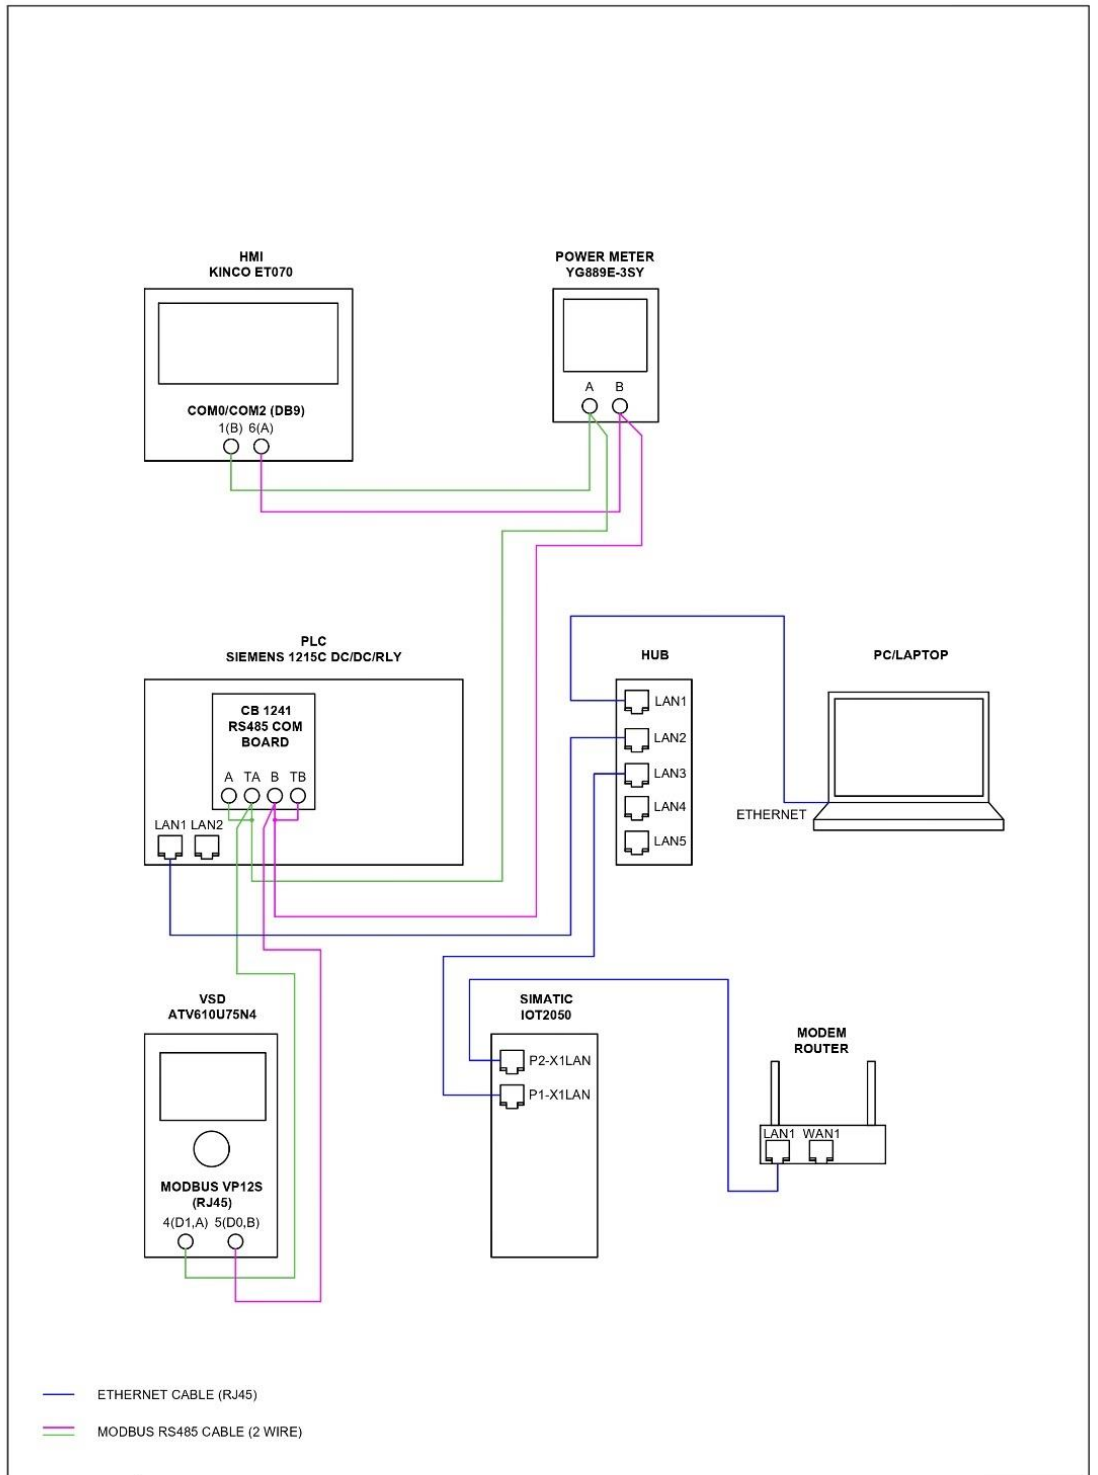 HMI
KINCO ET070
COM0/COM2 (DB9)
1(B) 6(A)
POWER METER
YG889E-3SY
A B
PLC
SIEMENS 1215C DC/DC/RLY
CB 1241
RS485 COM
BOARD
A TA B TB
LAN1 LAN2
HUB
LAN1
LAN2
LAN3
LAN4
LAN5
PC/LAPTOP
ETHERNET
VSD
ATV610U75N4
MODBUS VP12S
(RJ45)
4(D1,A) 5(D0,B)
SIMATIC
IOT2050
P2-X1LAN
P1-X1LAN
MODEM
ROUTER
LAN1 WAN1
ETHERNET CABLE (RJ45)
MODBUS RS485 CABLE (2 WIRE)